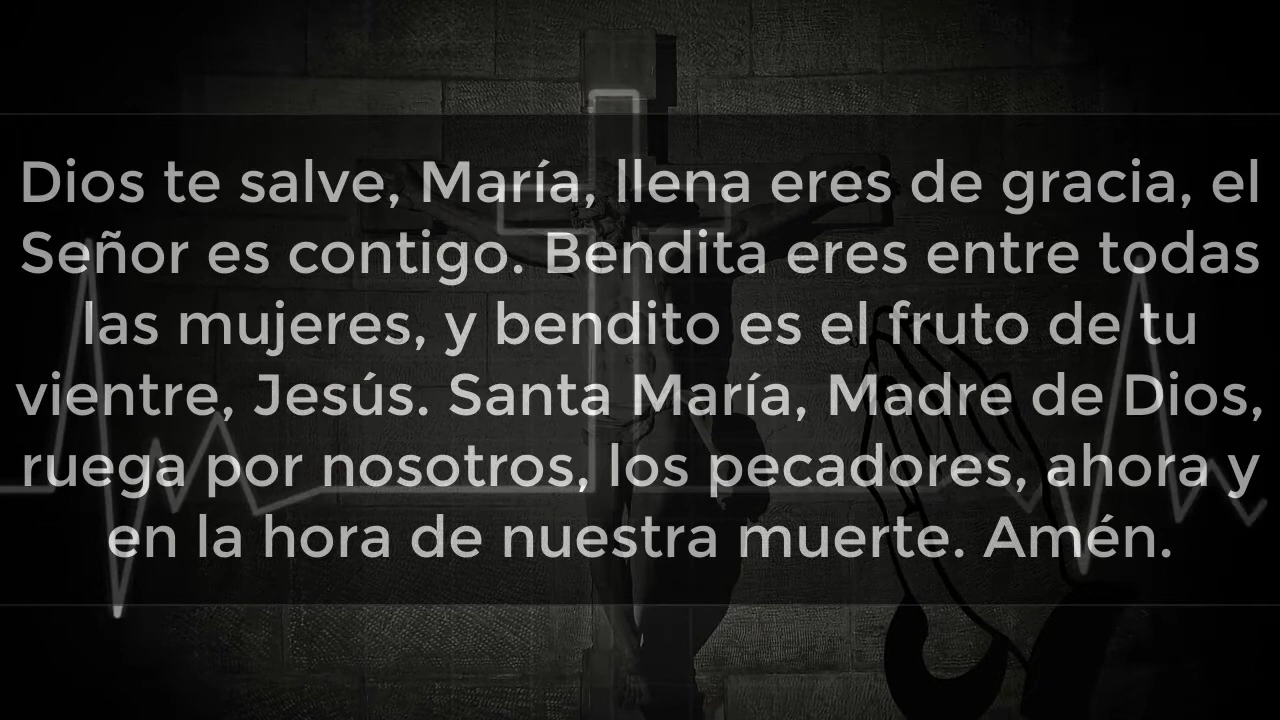 Dios te salve, María, llena eres de gracia, el
Señor es contigo. Bendita eres entre todas
las mujeres, y bendito es el fruto de tu
vientre, Jesús. Santa María, Madre de Dios,
ruega por nosotros, los pecadores, ahora y
en la hora de nuestra muerte. Amén.